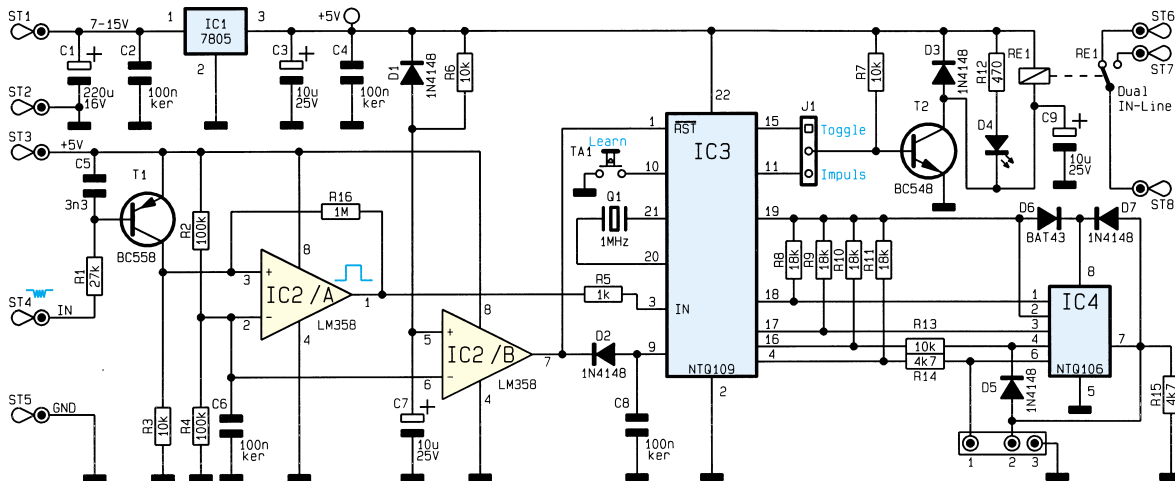 ST1
7-15V
1
IC1
7805
3
+5V
2
C1
220u
16V
C2
100n
ker
C3
10u
25V
C4
100n
ker
D1
1N4148
R6
10k
ST2
ST3
+5V
C5
3n3
T1
BC558
R1
27k
ST4
IN
ST5
GND
R2
100k
R3
10k
R4
100k
R16
1M
8
3
+
IC2/A
1
2
-
4
LM358
C6
100n
ker
8
5
+
IC2/B
7
6
-
4
LM358
C7
10u
25V
Learn
TA1
Q1
1MHz
R5
1k
D2
1N4148
C8
100n
ker
22
1
RST
IC3
10
21
20
3
IN
9
NTQ109
2
15
11
19
18
17
16
4
J1
Toggle
Impuls
R7
10k
T2
BC548
D3
1N4148
R12
470
D4
RE1
C9
10u
25V
RE1
Dual
IN-Line
ST6
ST7
ST8
R8
18k
R9
18k
R10
18k
R11
18k
D6
BAT43
D7
1N4148
8
1
2
3
4
6
IC4
7
NTQ106
5
R13
10k
4k7
R14
D5
1N4148
R15
4k7
1
2
3